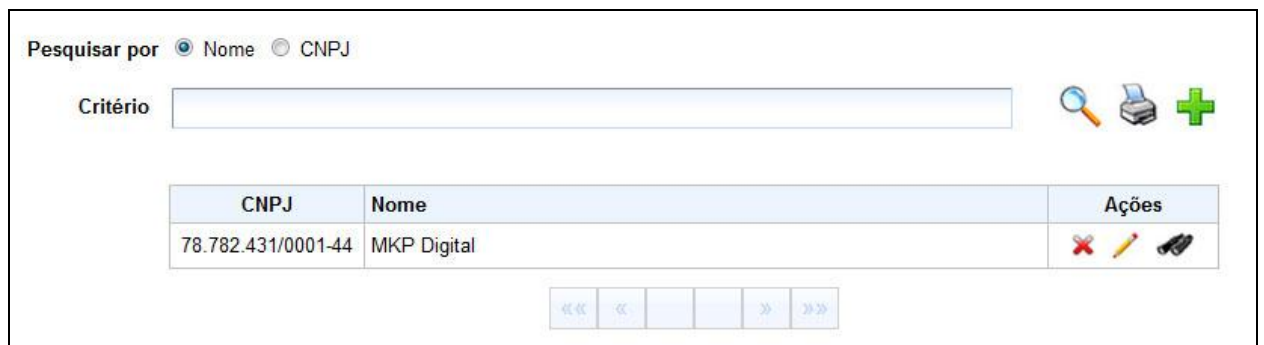 Pesquisar por Nome CNPJ
Critério
CNPJ Nome Ações
78.782.431/0001-44 MKP Digital
«« « » »»